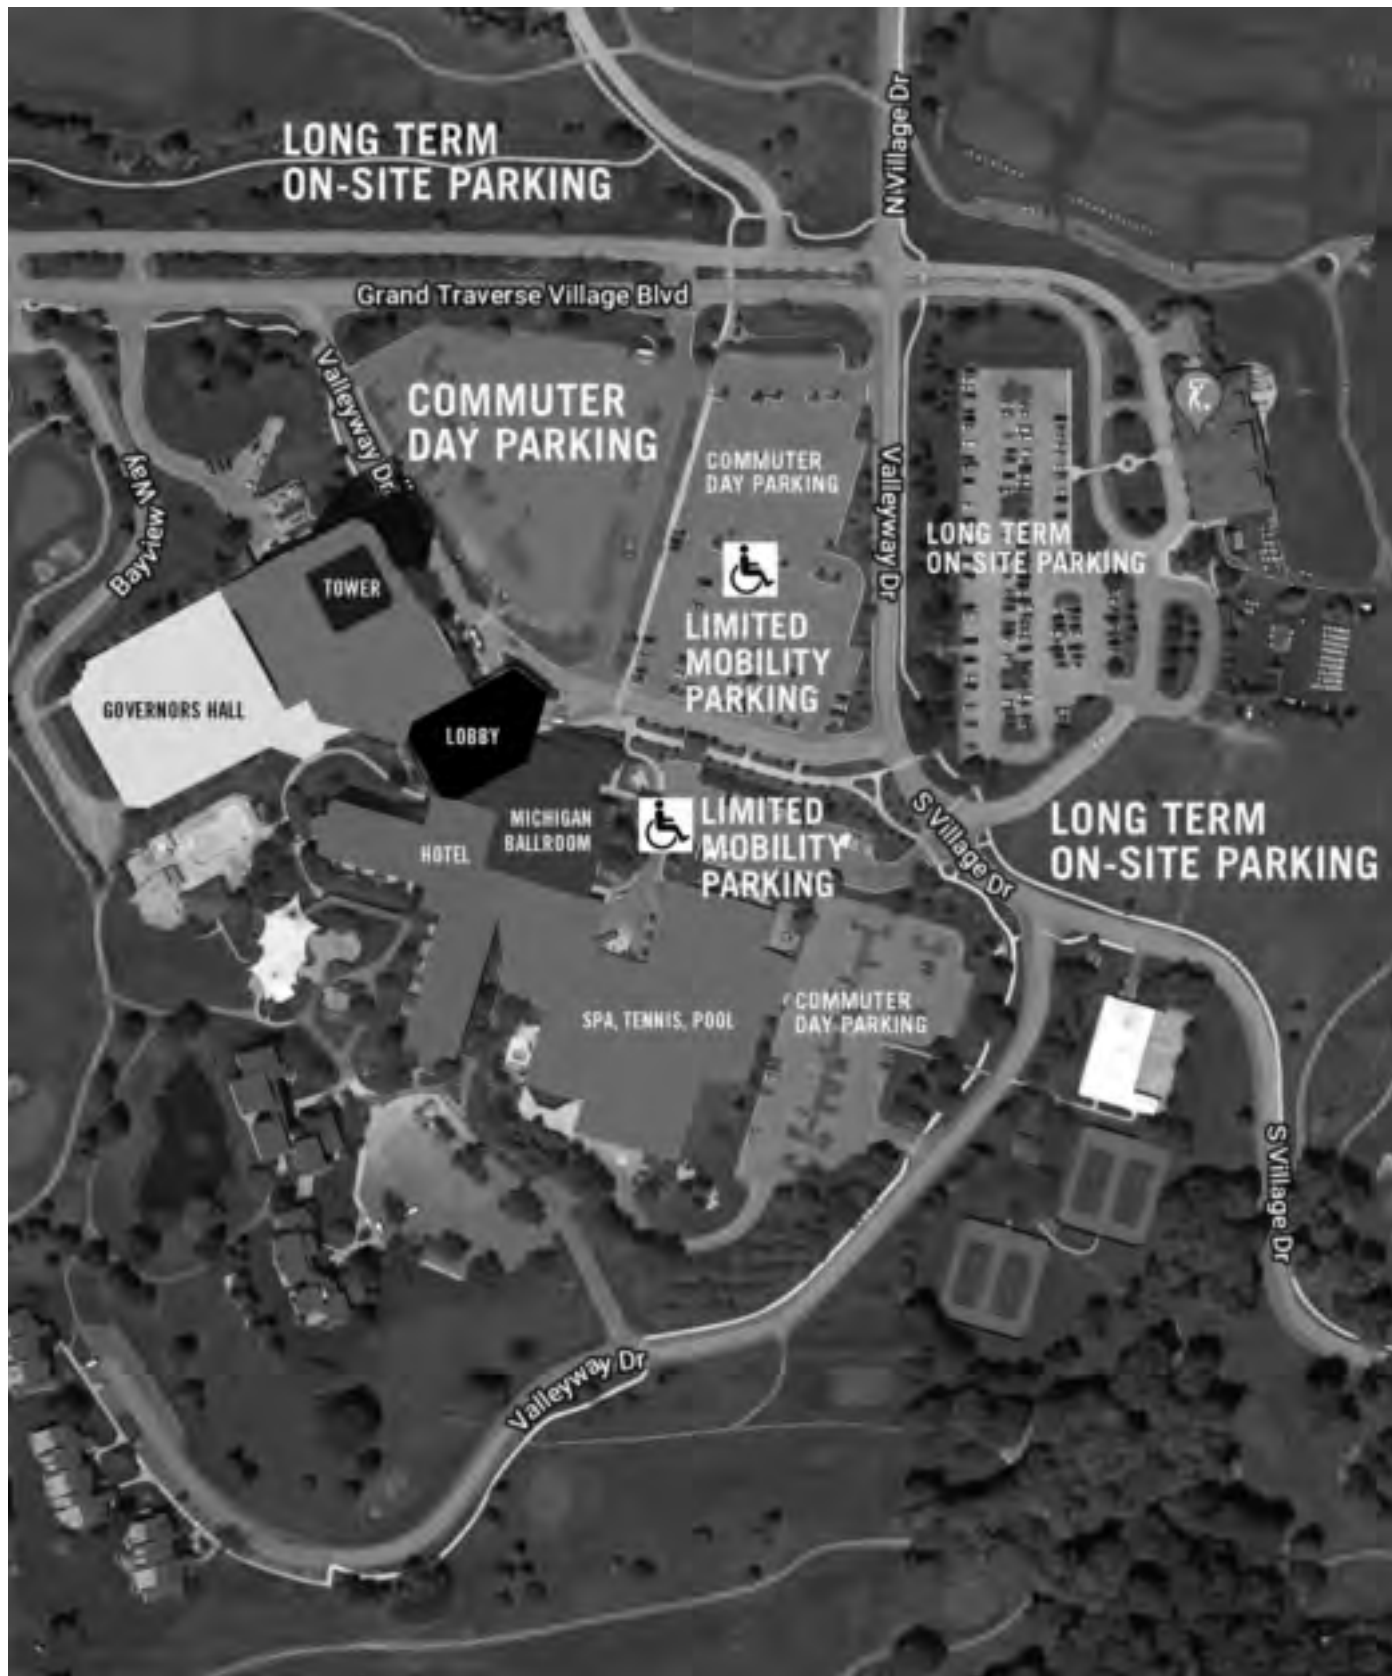 N Village Dr
LONG TERM
ON-SITE PARKING
Grand Traverse Village Blvd
Valleyway Dr
COMMUTER
DAY PARKING
COMMUTER
DAY PARKING
Valleyway Dr
Bayview Way
LONG TERM
ON-SITE PARKING
TOWER
LIMITED
MOBILITY
PARKING
GOVERNORS HALL
LOBBY
MICHIGAN
BALLROOM
HOTEL
LIMITED
MOBILITY
PARKING
S Village Dr
LONG TERM
ON-SITE PARKING
SPA, TENNIS, POOL
COMMUTER
DAY PARKING
S Village Dr
Valleyway Dr